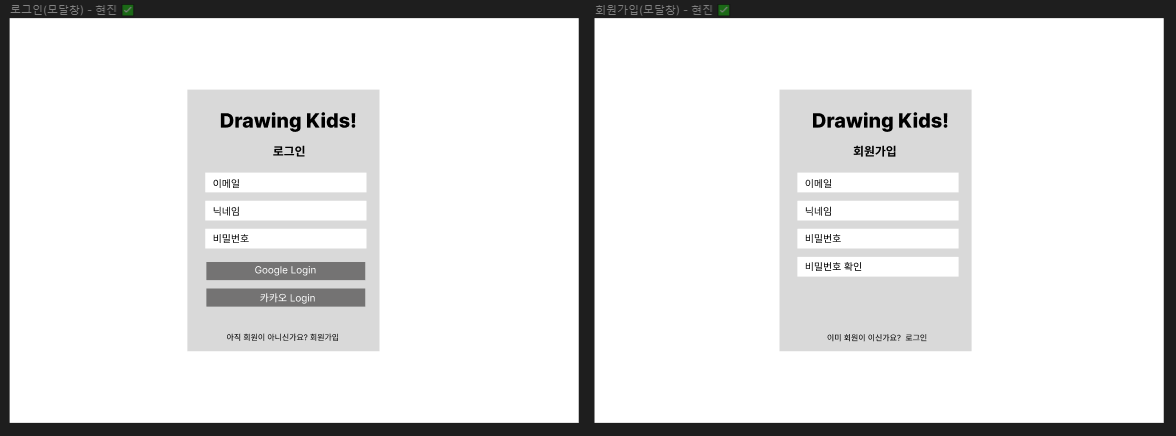 로그인(모달창) - 현진 ✅
Drawing Kids!
로그인
이메일
닉네임
비밀번호
Google Login
카카오 Login
아직 회원이 아니신가요? 회원가입
회원가입(모달창) - 현진 ✅
Drawing Kids!
회원가입
이메일
닉네임
비밀번호
비밀번호 확인
이미 회원이 이신가요? 로그인